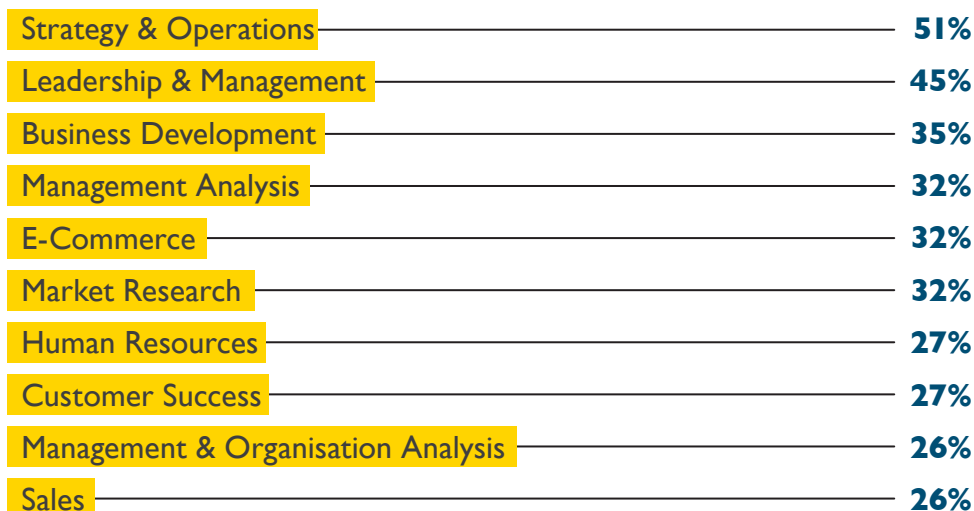 Strategy & Operations 51%
Leadership & Management 45%
Business Development 35%
Management Analysis 32%
E-Commerce 32%
Market Research 32%
Human Resources 27%
Customer Success 27%
Management & Organisation Analysis 26%
Sales 26%